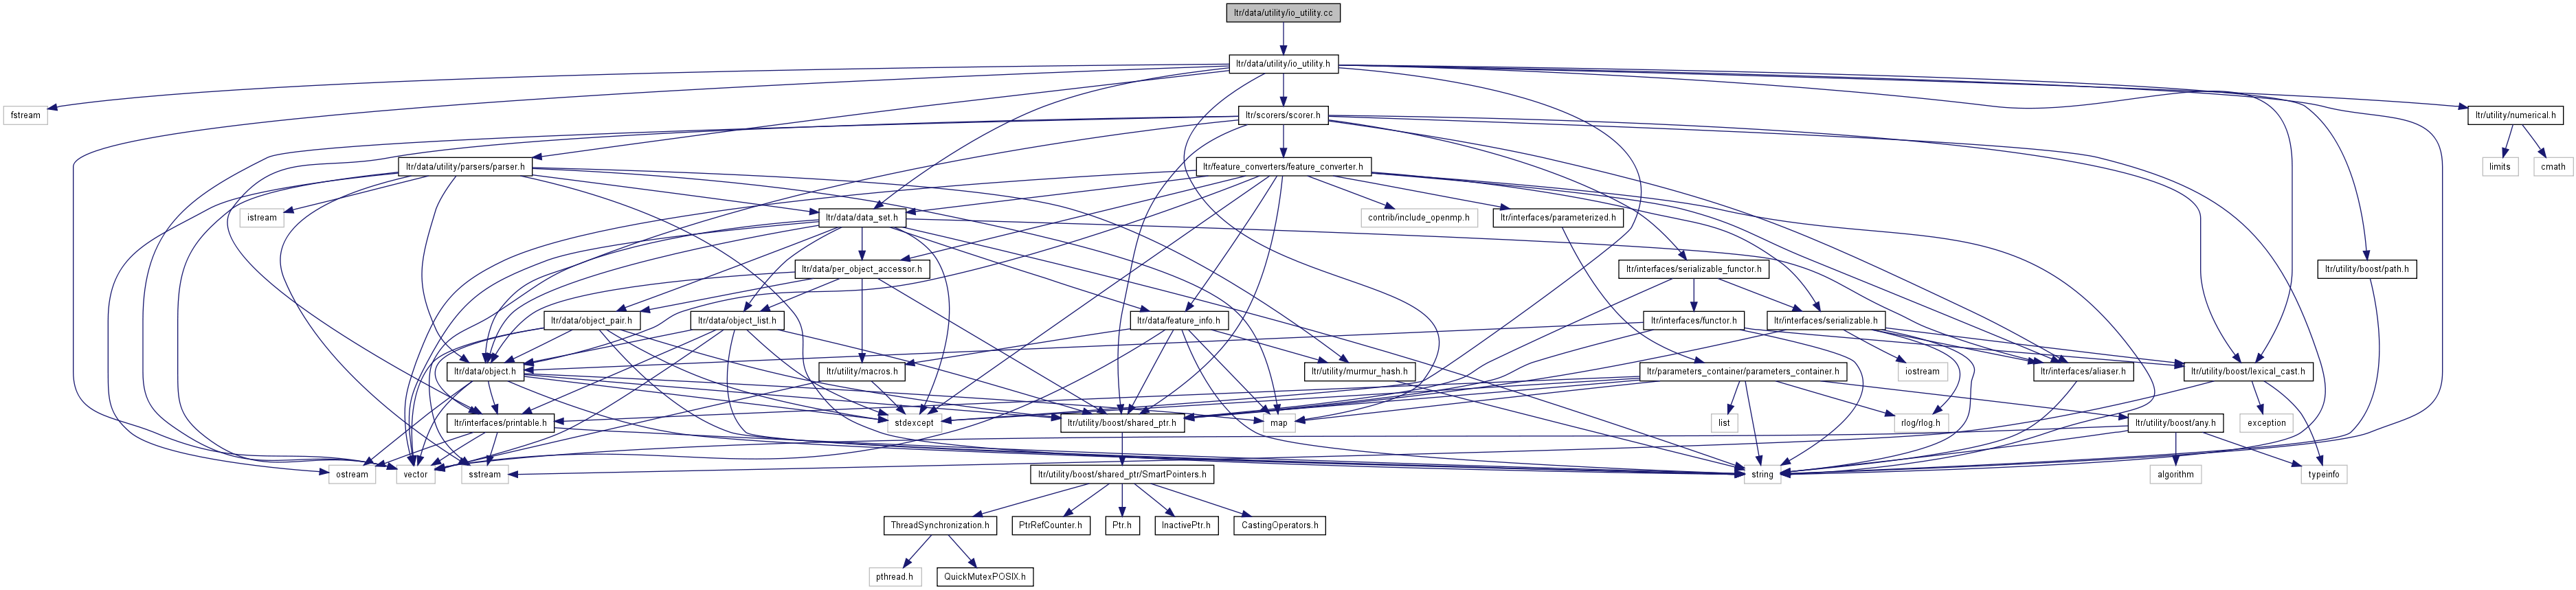 ltr/data/utility/io_utility.cc
ltr/data/utility/io_utility.h
fstream
ltr/scorers/scorer.h
ltr/utility/numerical.h
ltr/data/utility/parsers/parser.h
ltr/feature_converters/feature_converter.h
limits
cmath
istream
ltr/data/data_set.h
contrib/include_openmp.h
ltr/interfaces/parameterized.h
ltr/data/per_object_accessor.h
ltr/interfaces/serializable_functor.h
ltr/utility/boost/path.h
ltr/data/object_pair.h
ltr/data/object_list.h
ltr/data/feature_info.h
ltr/interfaces/functor.h
ltr/interfaces/serializable.h
ltr/data/object.h
ltr/utility/macros.h
ltr/utility/murmur_hash.h
ltr/parameters_container/parameters_container.h
iostream
ltr/interfaces/aliaser.h
ltr/utility/boost/lexical_cast.h
ltr/interfaces/printable.h
stdexcept
ltr/utility/boost/shared_ptr.h
map
list
rlog/rlog.h
ltr/utility/boost/any.h
exception
ostream
vector
sstream
ltr/utility/boost/shared_ptr/SmartPointers.h
string
algorithm
typeinfo
ThreadSynchronization.h
PtrRefCounter.h
Ptr.h
InactivePtr.h
CastingOperators.h
pthread.h
QuickMutexPOSIX.h